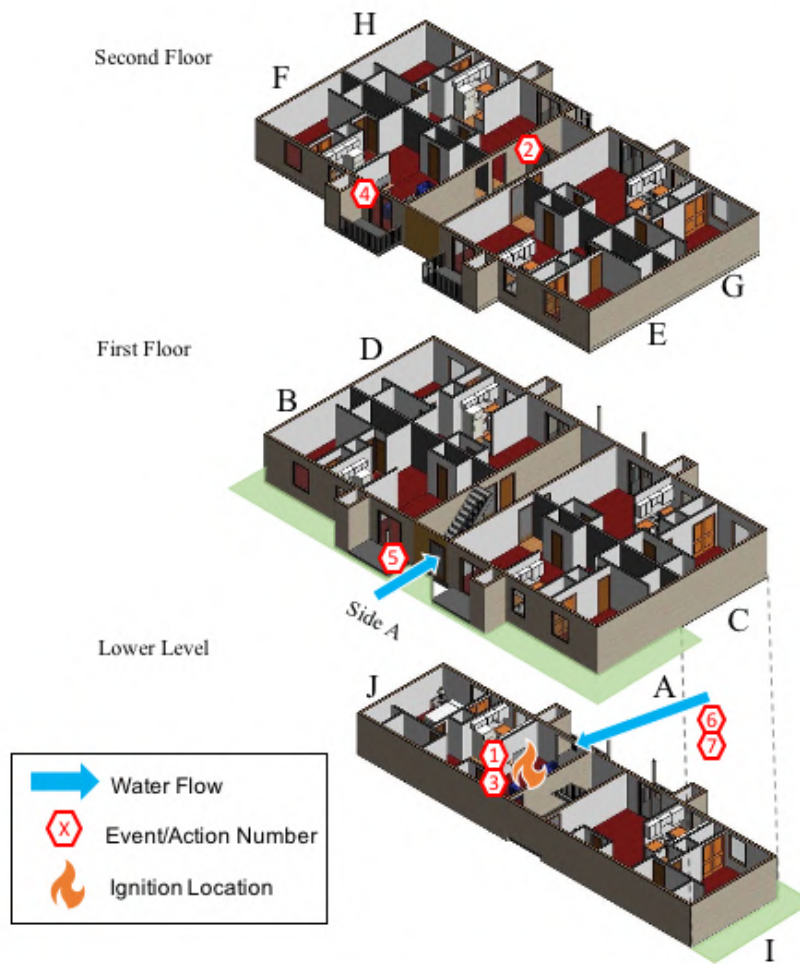 H
Second Floor
F
2
4
G
E
First Floor
D
B
5
Side A
C
Lower Level
J
A
6
7
1
3
Water Flow
X
Event/Action Number
Ignition Location
I